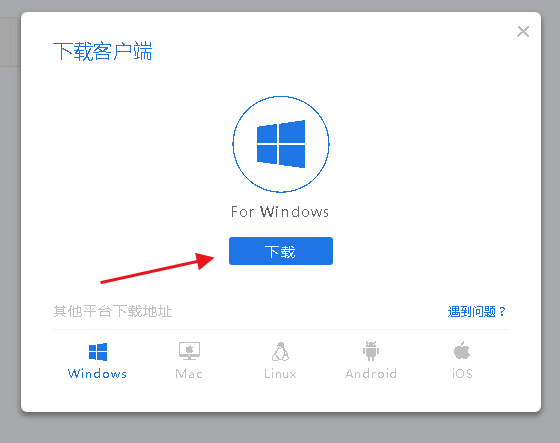 下载客户端
For Windows
下载
其他平台下载地址
遇到问题？
Windows
Mac
Linux
Android
iOS